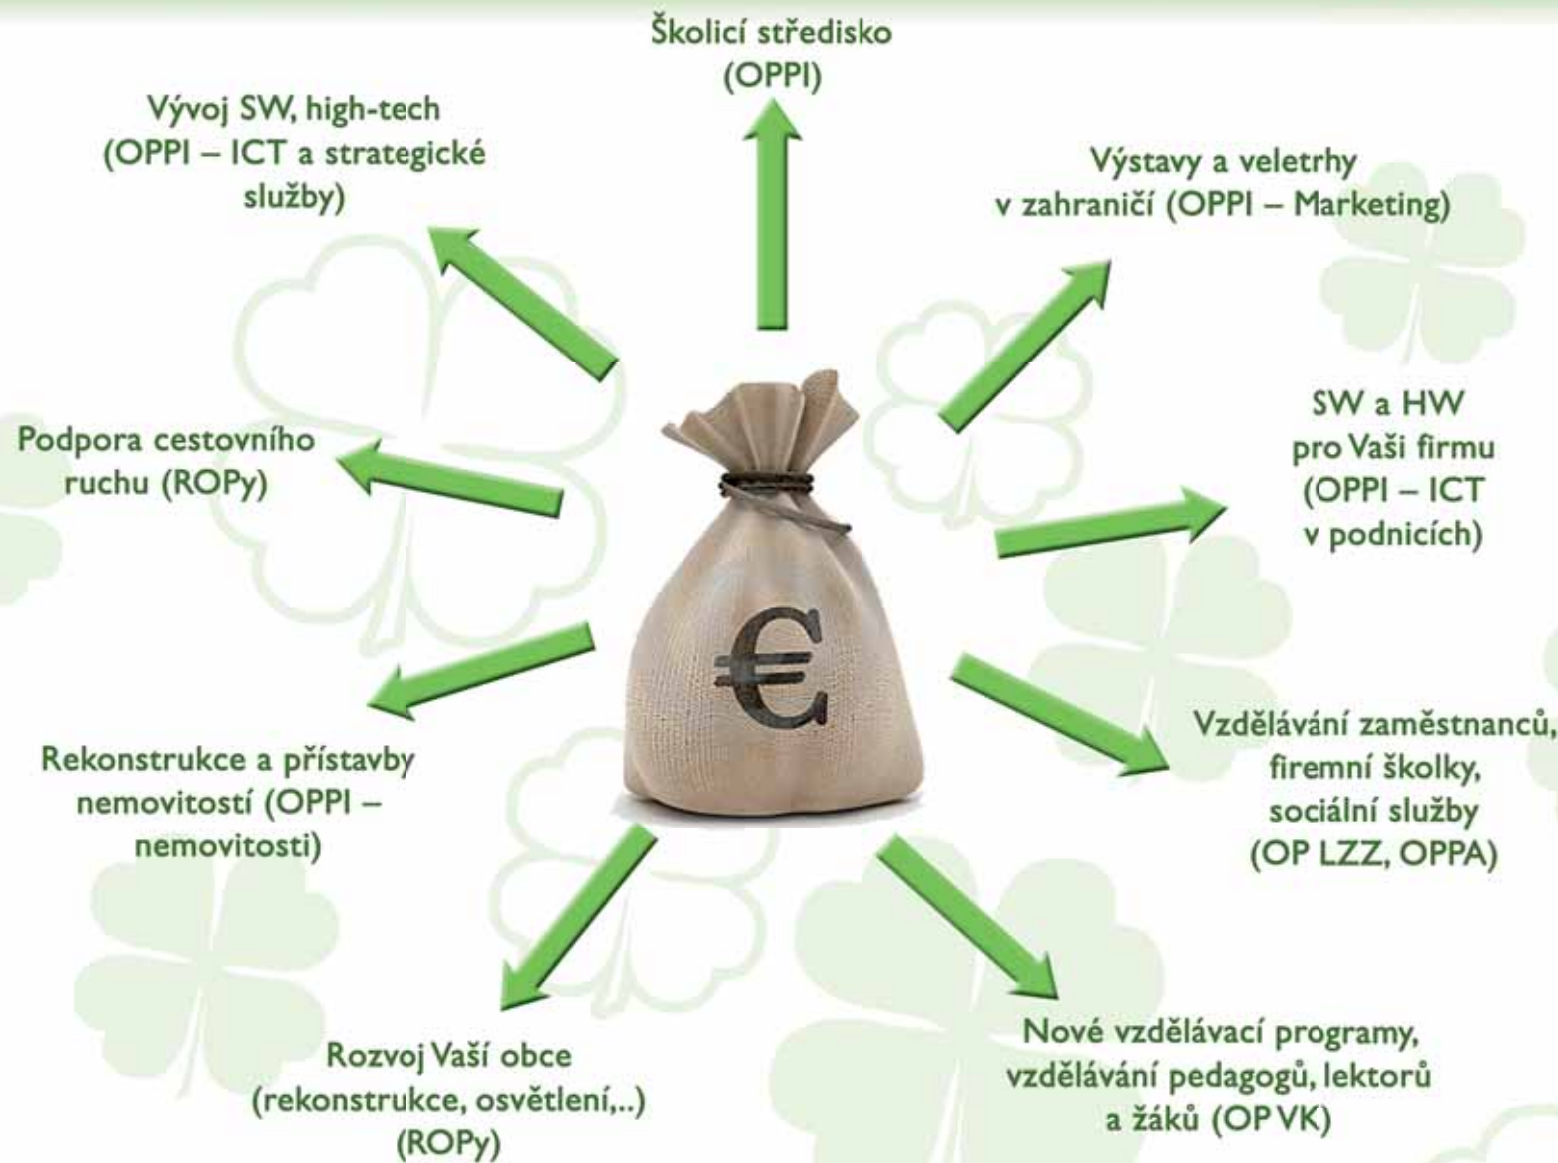 Školicí středisko
(OPPI)
Vývoj SW, high-tech
(OPPI – ICT a strategické
služby)
Výstavy a veletrhy
v zahraničí (OPPI – Marketing)
Podpora cestovního
ruchu (ROPy)
SW a HW
pro Vaši firmu
(OPPI – ICT
v podnicích)
€
Rekonstrukce a přístavby
nemovitostí (OPPI –
nemovitosti)
Vzdělávání zaměstnanců,
firemní školky,
sociální služby
(OP LZZ, OPPA)
Rozvoj Vaší obce
(rekonstrukce, osvětlení,..)
(ROPy)
Nové vzdělávací programy,
vzdělávání pedagogů, lektorů
a žáků (OP VK)